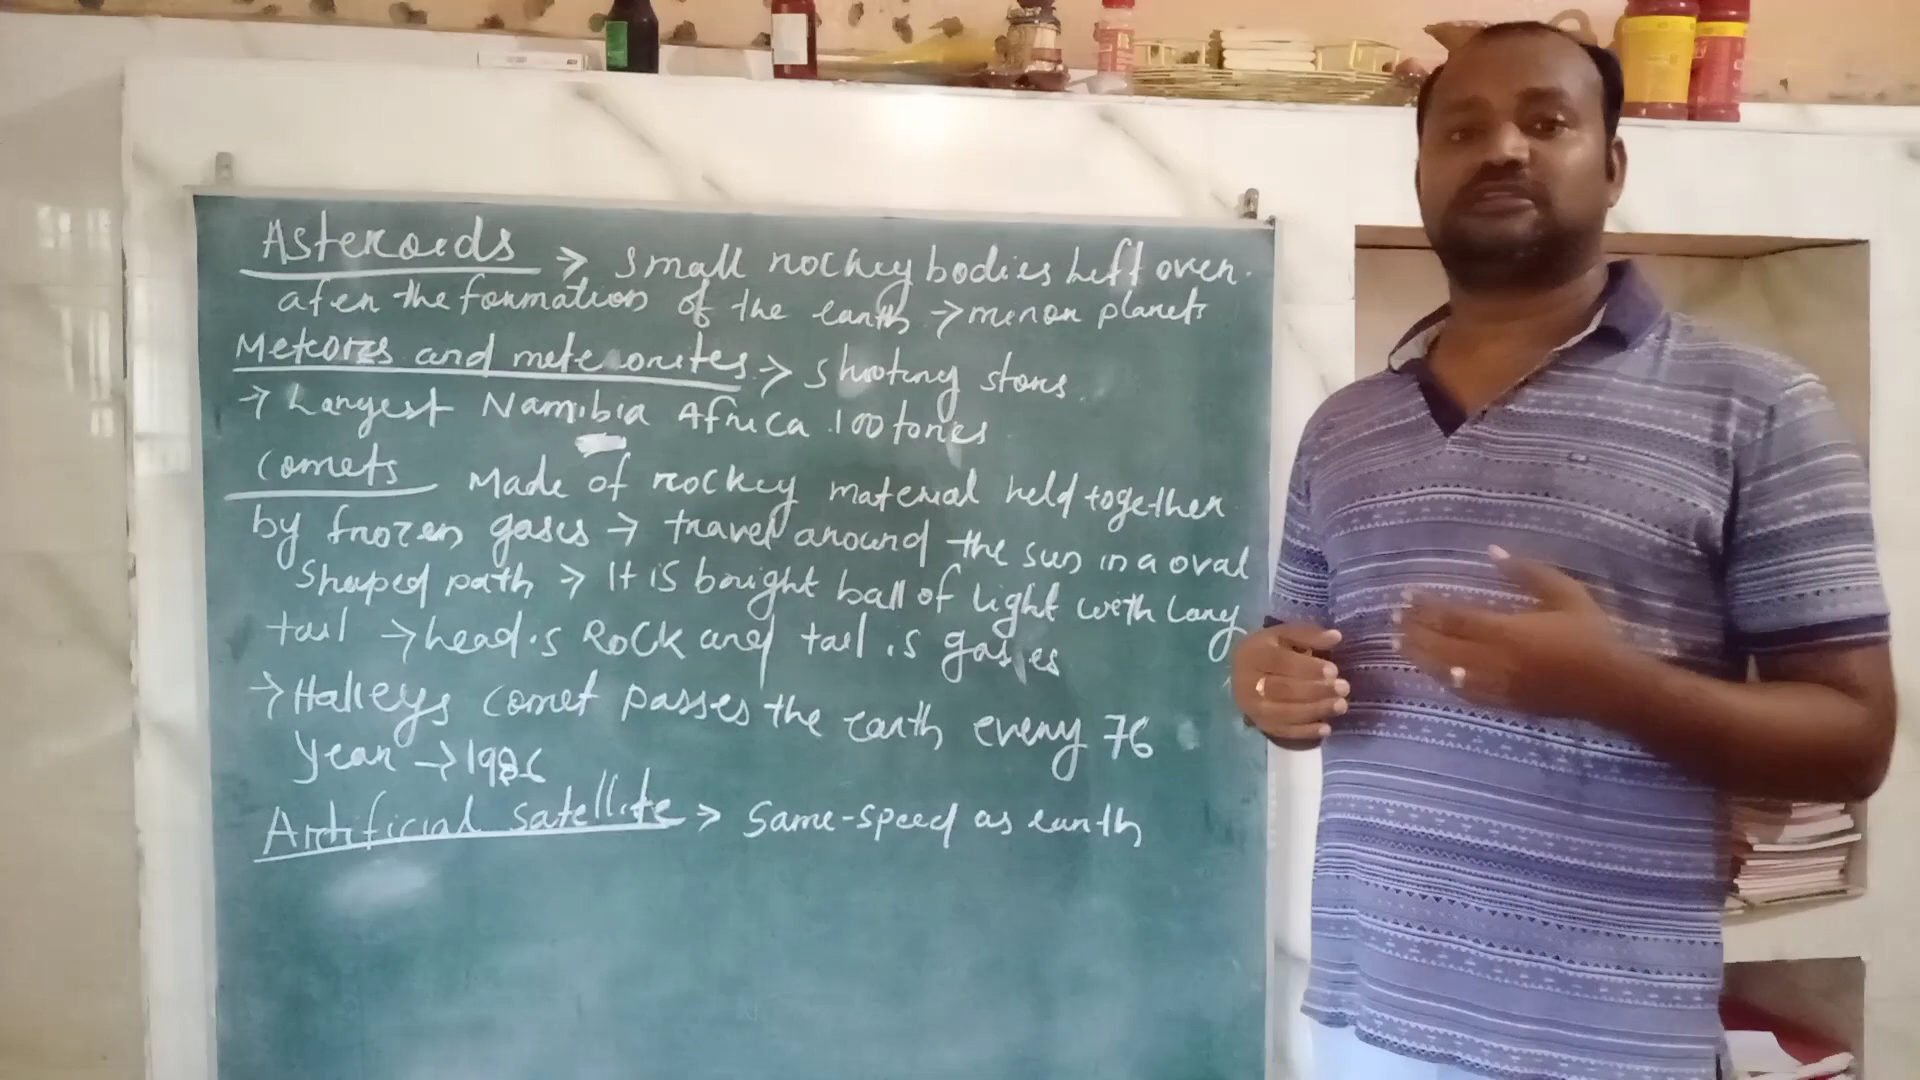 Asteroids → small rockey bodies left over
after the formation of the earth → minor planets
Meteors and meteorites → shooting stars
→ Largest Namibia Africa 100 tones
Comets Made of rockey material held together
by frozen gases → travel around the sun in a oval
shaped path → It is bright ball of light with long
tail → head is Rock and tail is gases
→ Halleys comet passes the earth every 76
year → 1986
Artificial satellite → Same-speed as earth